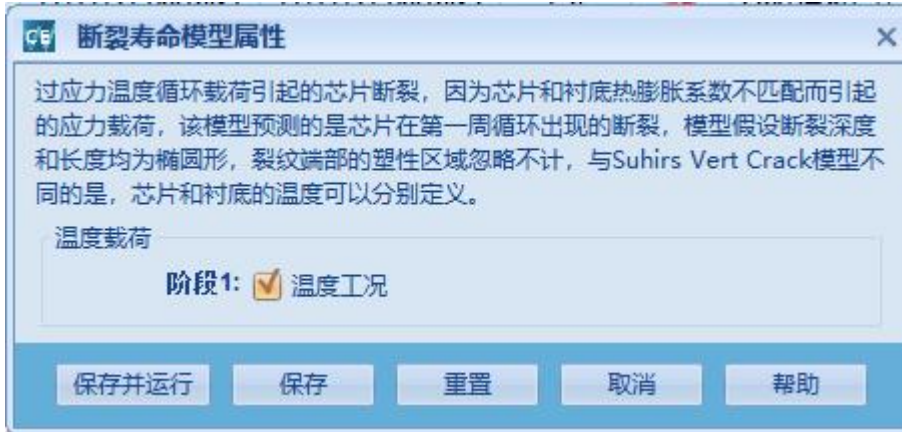 断裂寿命模型属性
过应力温度循环载荷引起的芯片断裂，因为芯片和衬底热膨胀系数不匹配而引起
的应力载荷，该模型预测的是芯片在第一周循环出现的断裂，模型假设断裂深度
和长度均为椭圆形，裂纹端部的塑性区域忽略不计，与Suhirs Vert Crack模型不
同的是，芯片和衬底的温度可以分别定义。
温度载荷
阶段1: 温度工况
保存并运行 保存 重置 取消 帮助